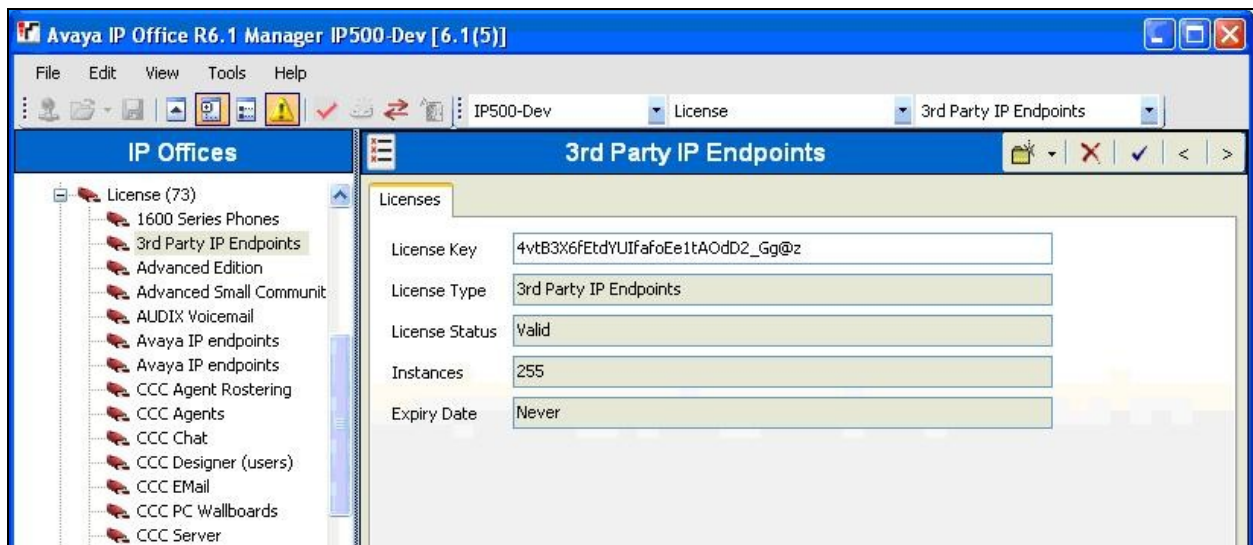 Avaya IP Office R6.1 Manager IP500-Dev [6.1(5)]
File Edit View Tools Help
IP500-Dev License 3rd Party IP Endpoints
IP Offices
3rd Party IP Endpoints
License (73)
1600 Series Phones
3rd Party IP Endpoints
Advanced Edition
Advanced Small Communit
AUDIX Voicemail
Avaya IP endpoints
Avaya IP endpoints
CCC Agent Rostering
CCC Agents
CCC Chat
CCC Designer (users)
CCC EMail
CCC PC Wallboards
CCC Server
Licenses
License Key 4vtB3X6fEtdYUIfafoEe1tAOdD2_Gg@z
License Type 3rd Party IP Endpoints
License Status Valid
Instances 255
Expiry Date Never